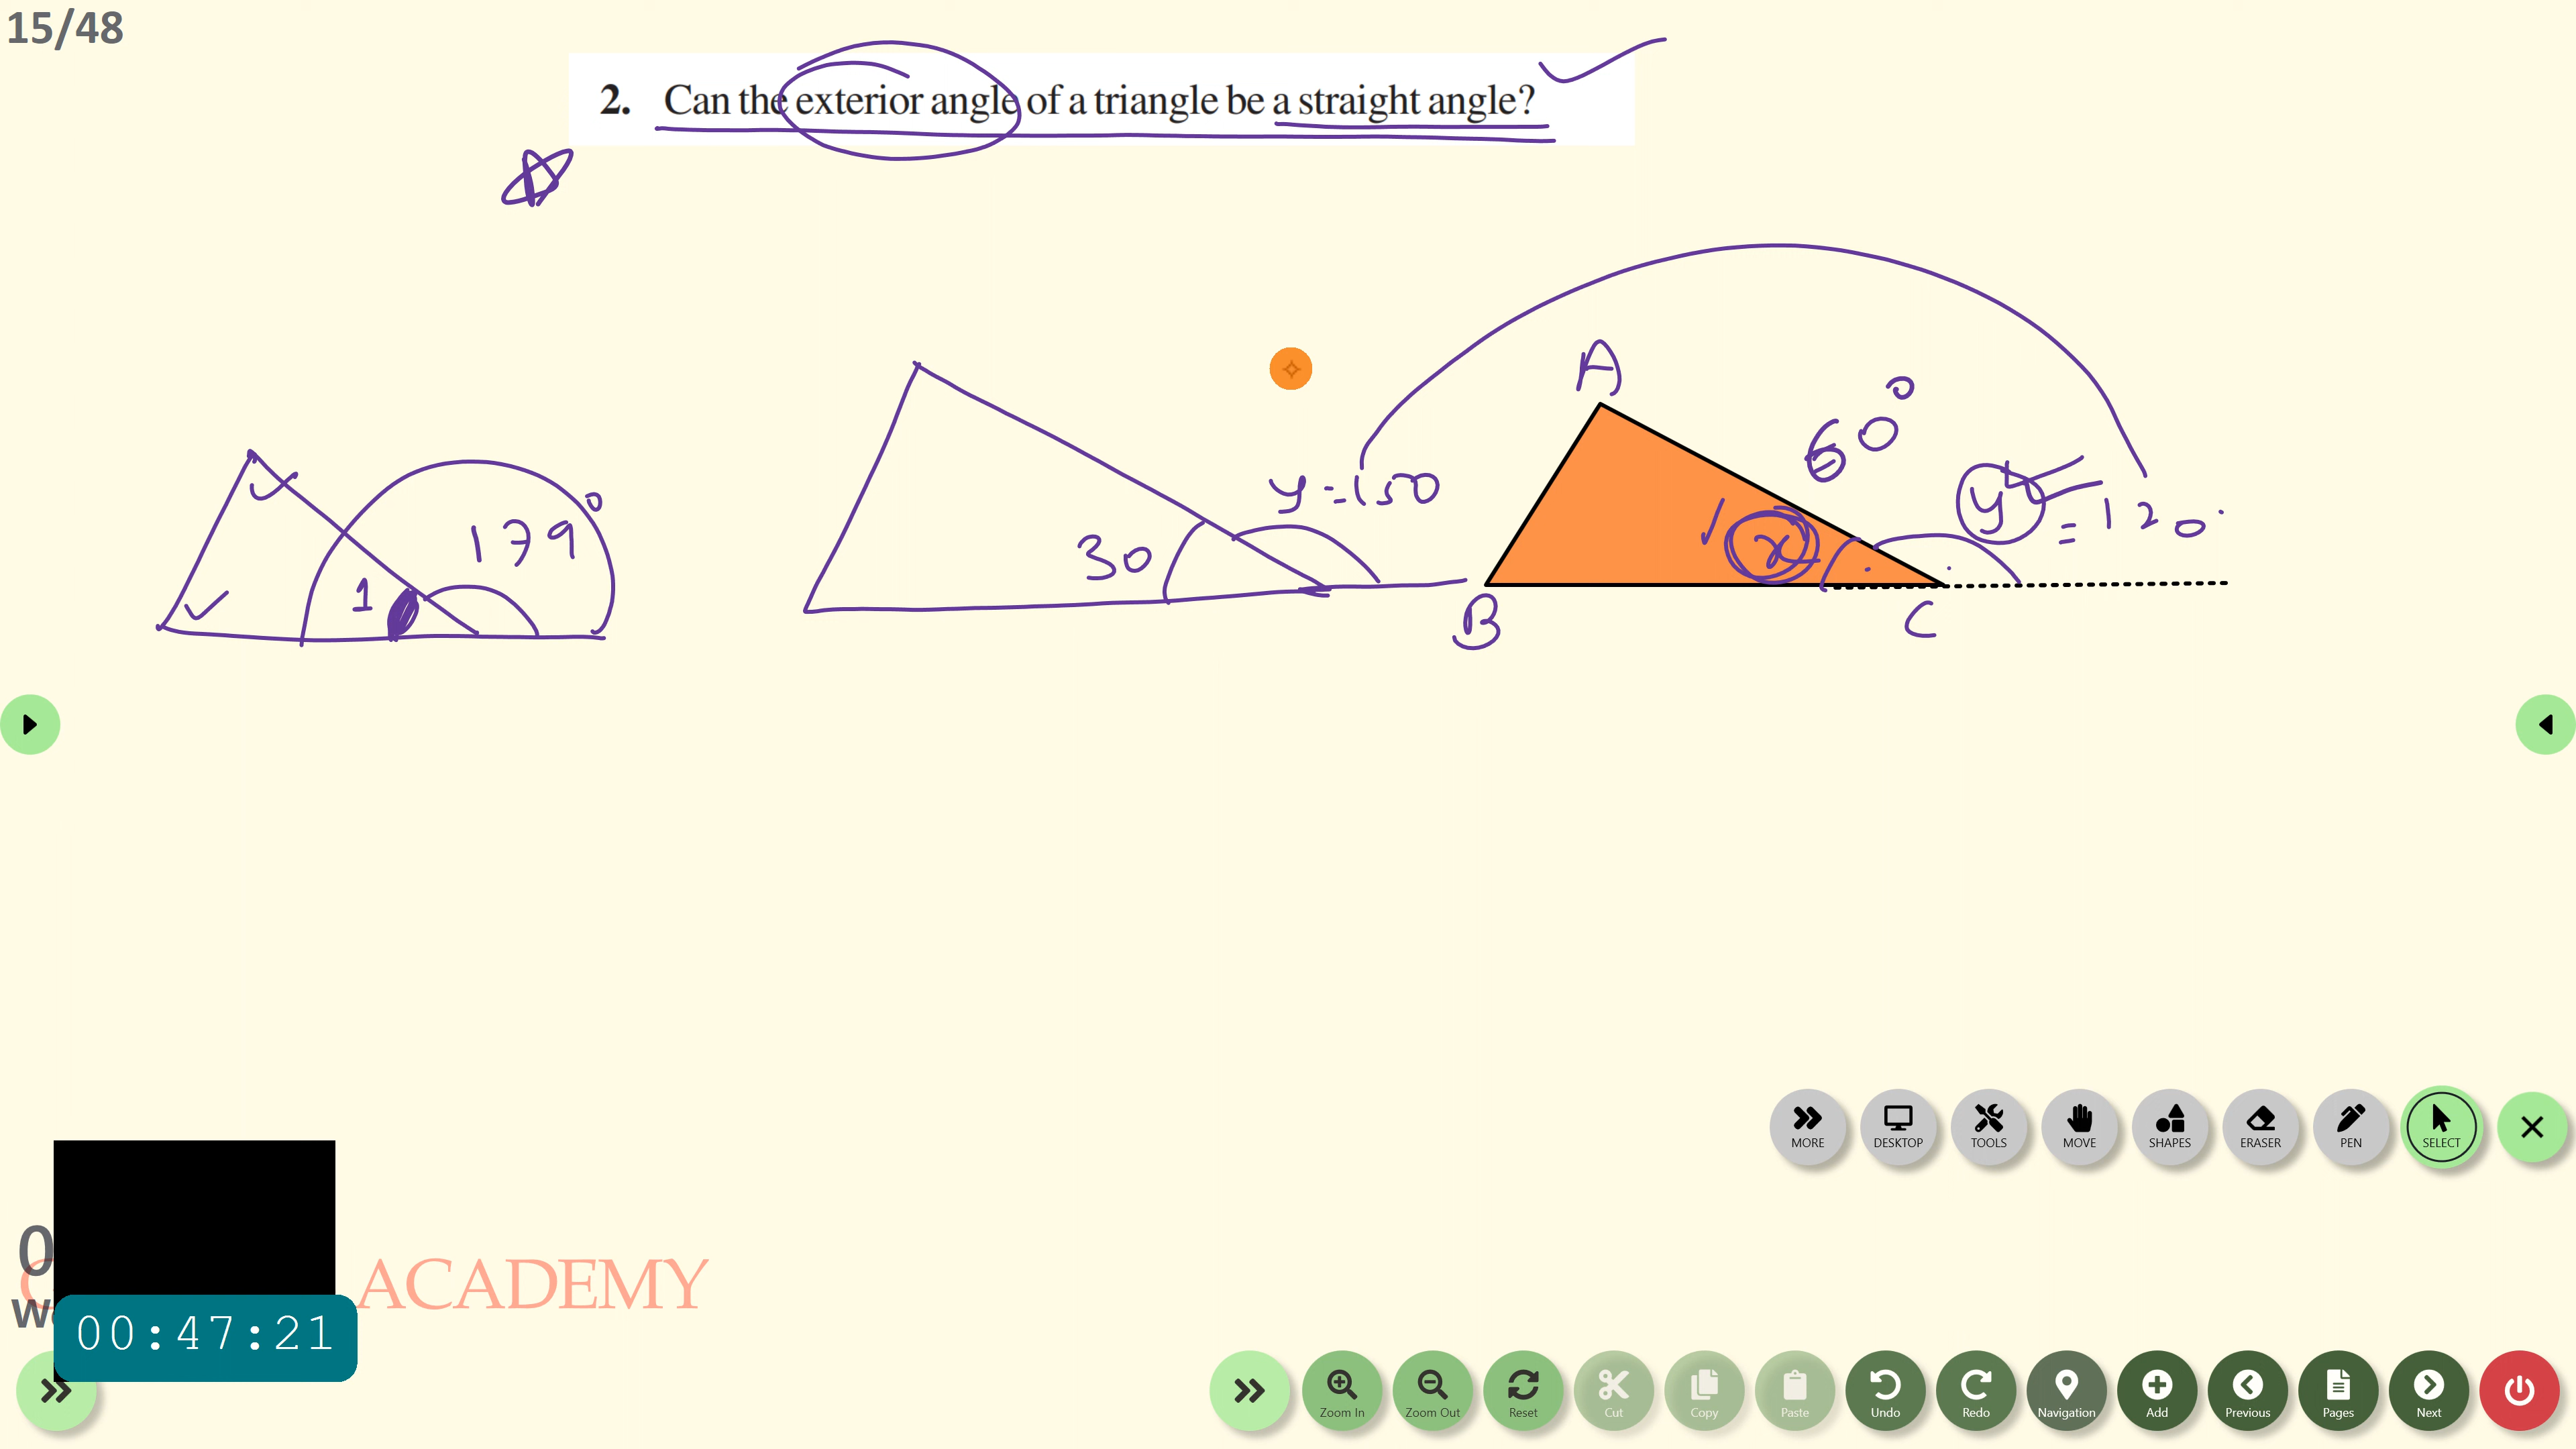 15/48
2. Can the exterior angle of a triangle be a straight angle?
A
60°
y = 150
y = 120
x
30
179°
1
B
C
MORE
DESKTOP
TOOLS
MOVE
SHAPES
ERASER
PEN
SELECT
ACADEMY
00:47:21
Zoom In
Zoom Out
Reset
Cut
Copy
Paste
Undo
Redo
Navigation
Add
Previous
Pages
Next